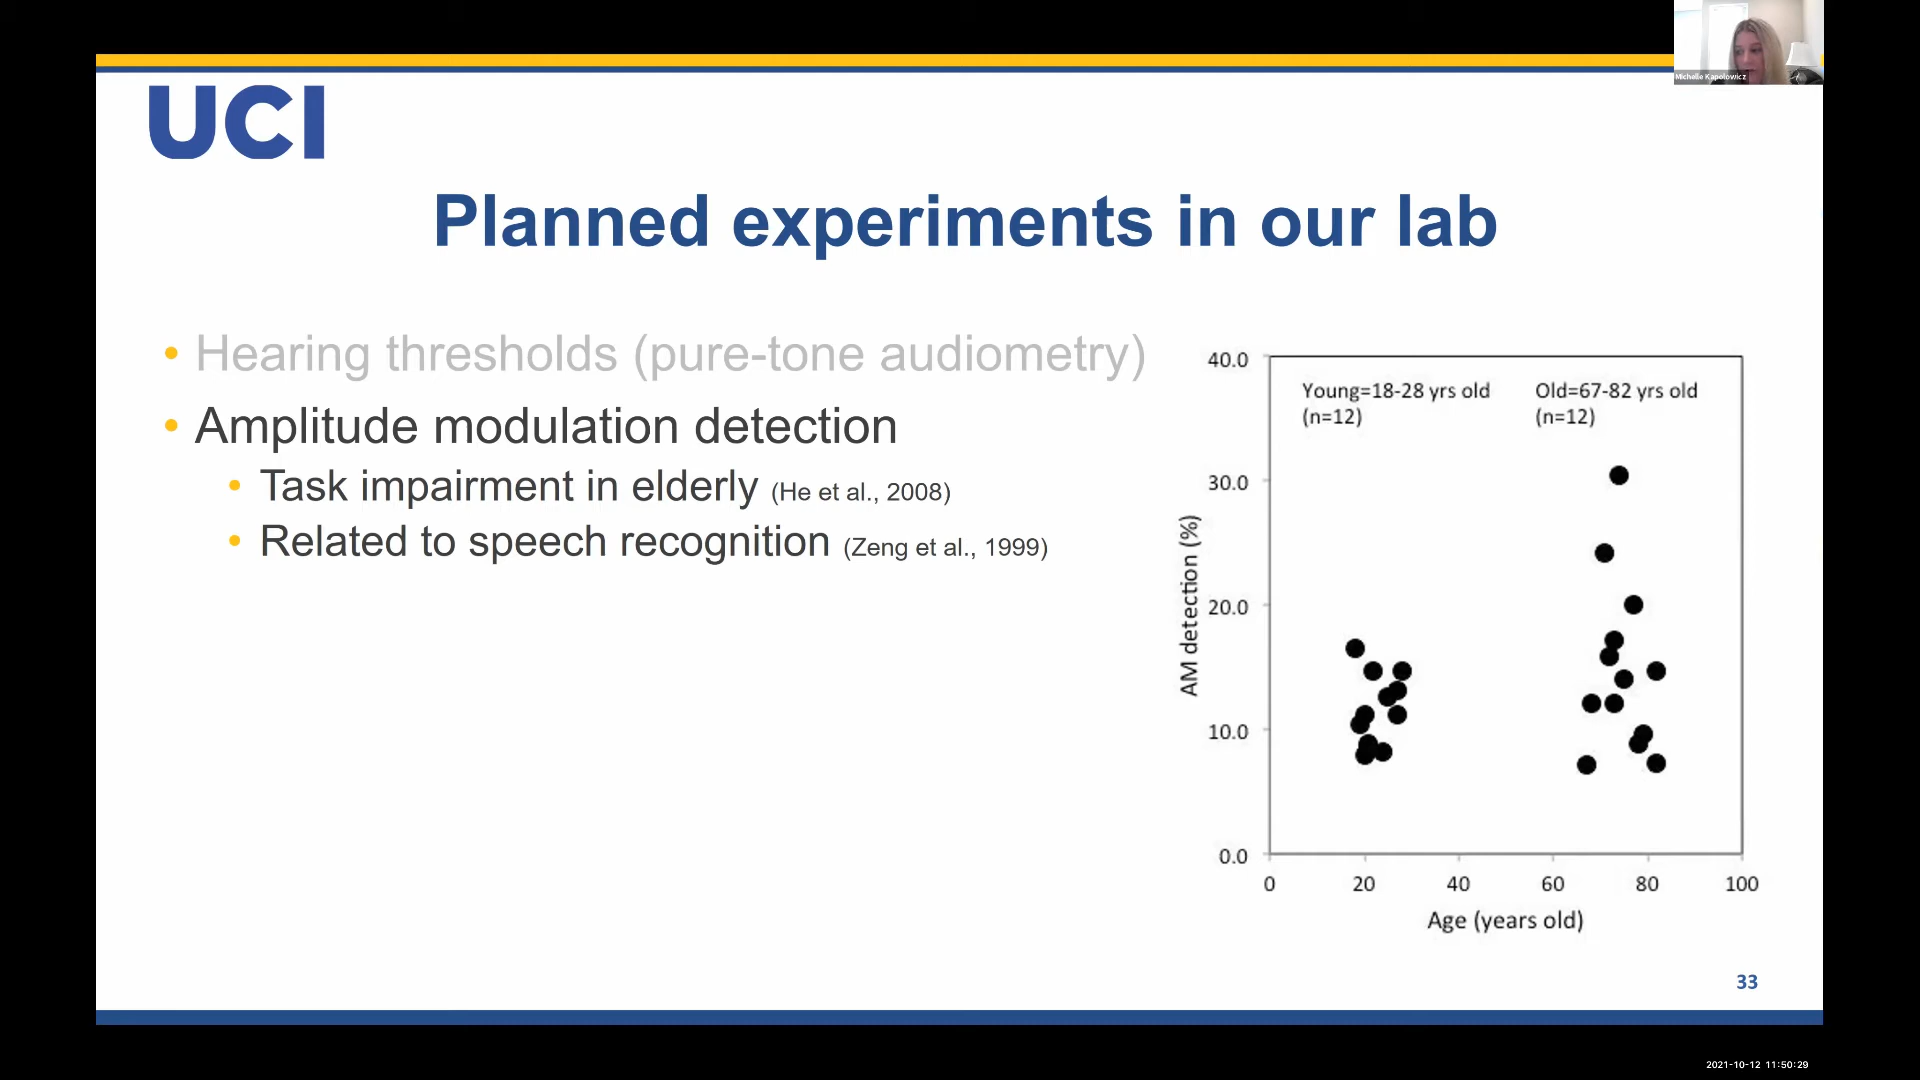 Michelle Kapolowicz
UCI
Planned experiments in our lab
• Hearing thresholds (pure-tone audiometry)
• Amplitude modulation detection
• Task impairment in elderly (He et al., 2008)
• Related to speech recognition (Zeng et al., 1999)
40.0
30.0
20.0
10.0
0.0
AM detection (%)
Young=18-28 yrs old
(n=12)
Old=67-82 yrs old
(n=12)
0 20 40 60 80 100
Age (years old)
33
2021-10-12 11:50:29